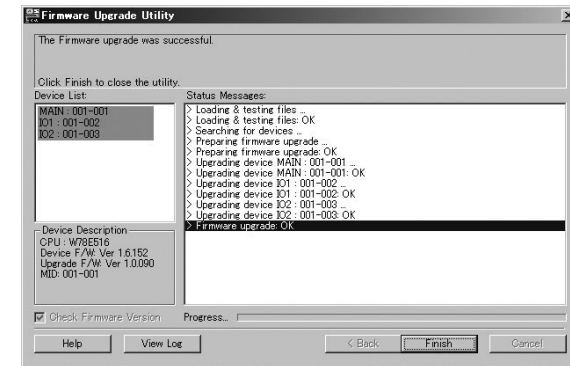 Firmware Upgrade Utility
The Firmware upgrade was successful.
Click Finish to close the utility.
Device List:
Status Messages:
MAIN : 001-001
IO1 : 001-002
IO2 : 001-003
> Loading & testing files ...
> Loading & testing files: OK
> Searching for devices ...
> Preparing firmware upgrade ...
> Preparing firmware upgrade: OK
> Upgrading device MAIN : 001-001 ...
> Upgrading device MAIN : 001-001: OK
> Upgrading device IO1 : 001-002 ...
> Upgrading device IO1 : 001-002: OK
> Upgrading device IO2 : 001-003 ...
> Upgrading device IO2 : 001-003: OK
> Firmware upgrade: OK
Device Description
CPU : W78E516
Device F/W: Ver 1.6.152
Upgrade F/W: Ver 1.0.090
MID: 001-001
Check Firmware Version
Progress...
Help
View Log
< Back
Finish
Cancel